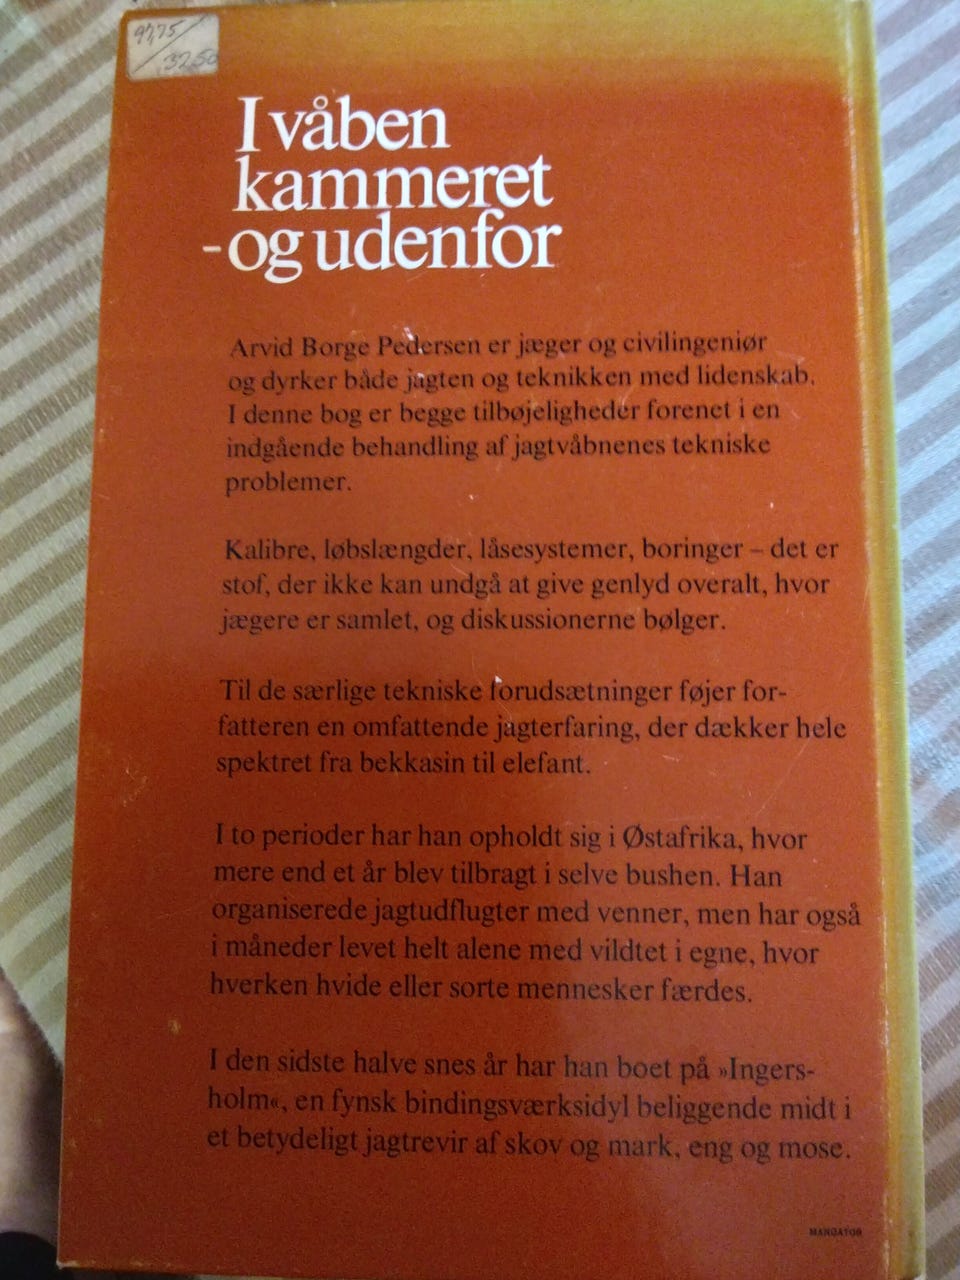 97,75/
32,50
I våben
kammeret
-og udenfor
Arvid Borge Pedersen er jæger og civilingeniør
og dyrker både jagten og teknikken med lidenskab.
I denne bog er begge tilbøjeligheder forenet i en
indgående behandling af jagtvåbnenes tekniske
problemer.
Kalibre, løbslængder, låsesystemer, boringer – det er
stof, der ikke kan undgå at give genlyd overalt, hvor
jægere er samlet, og diskussionerne bølger.
Til de særlige tekniske forudsætninger føjer for-
fatteren en omfattende jagterfaring, der dækker hele
spektret fra bekkasin til elefant.
I to perioder har han opholdt sig i Østafrika, hvor
mere end et år blev tilbragt i selve bushen. Han
organiserede jagtudflugter med venner, men har også
i måneder levet helt alene med vildtet i egne, hvor
hverken hvide eller sorte mennesker færdes.
I den sidste halve snes år har han boet på »Ingers-
holm«, en fynsk bindingsværksidyl beliggende midt i
et betydeligt jagtrevir af skov og mark, eng og mose.
MANGATOR